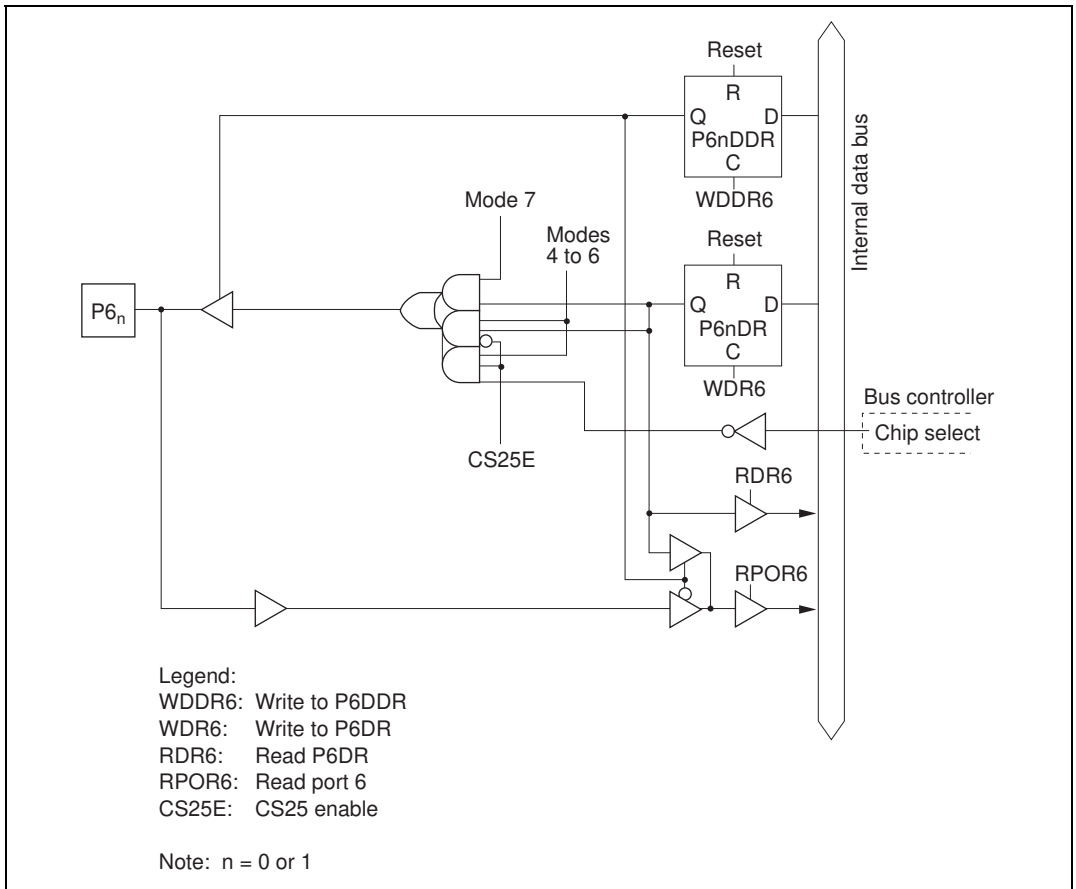 Reset
R
Q D
P6nDDR
C
WDDR6
Internal data bus
Mode 7
Modes
4 to 6
Reset
R
Q D
P6nDR
C
WDR6
P6n
Bus controller
Chip select
CS25E
RDR6
RPOR6
Legend:
WDDR6: Write to P6DDR
WDR6: Write to P6DR
RDR6: Read P6DR
RPOR6: Read port 6
CS25E: CS25 enable
Note: n = 0 or 1